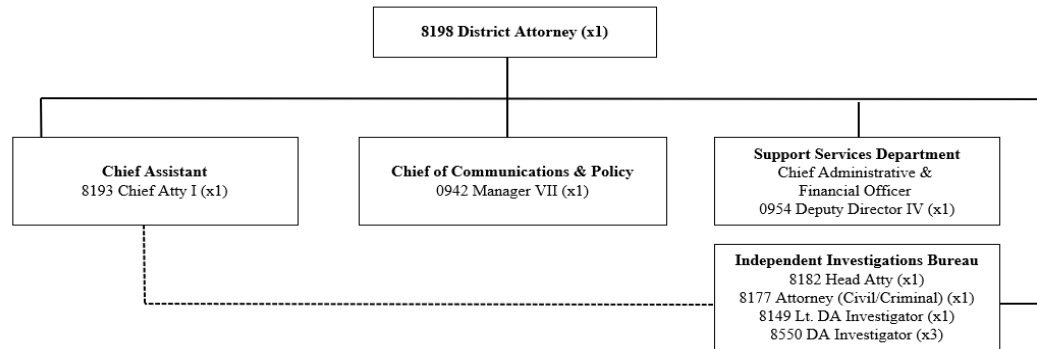 8198 District Attorney (x1)
Chief Assistant
8193 Chief Atty I (x1)
Chief of Communications & Policy
0942 Manager VII (x1)
Support Services Department
Chief Administrative &
Financial Officer
0954 Deputy Director IV (x1)
Independent Investigations Bureau
8182 Head Atty (x1)
8177 Attorney (Civil/Criminal) (x1)
8149 Lt. DA Investigator (x1)
8550 DA Investigator (x3)